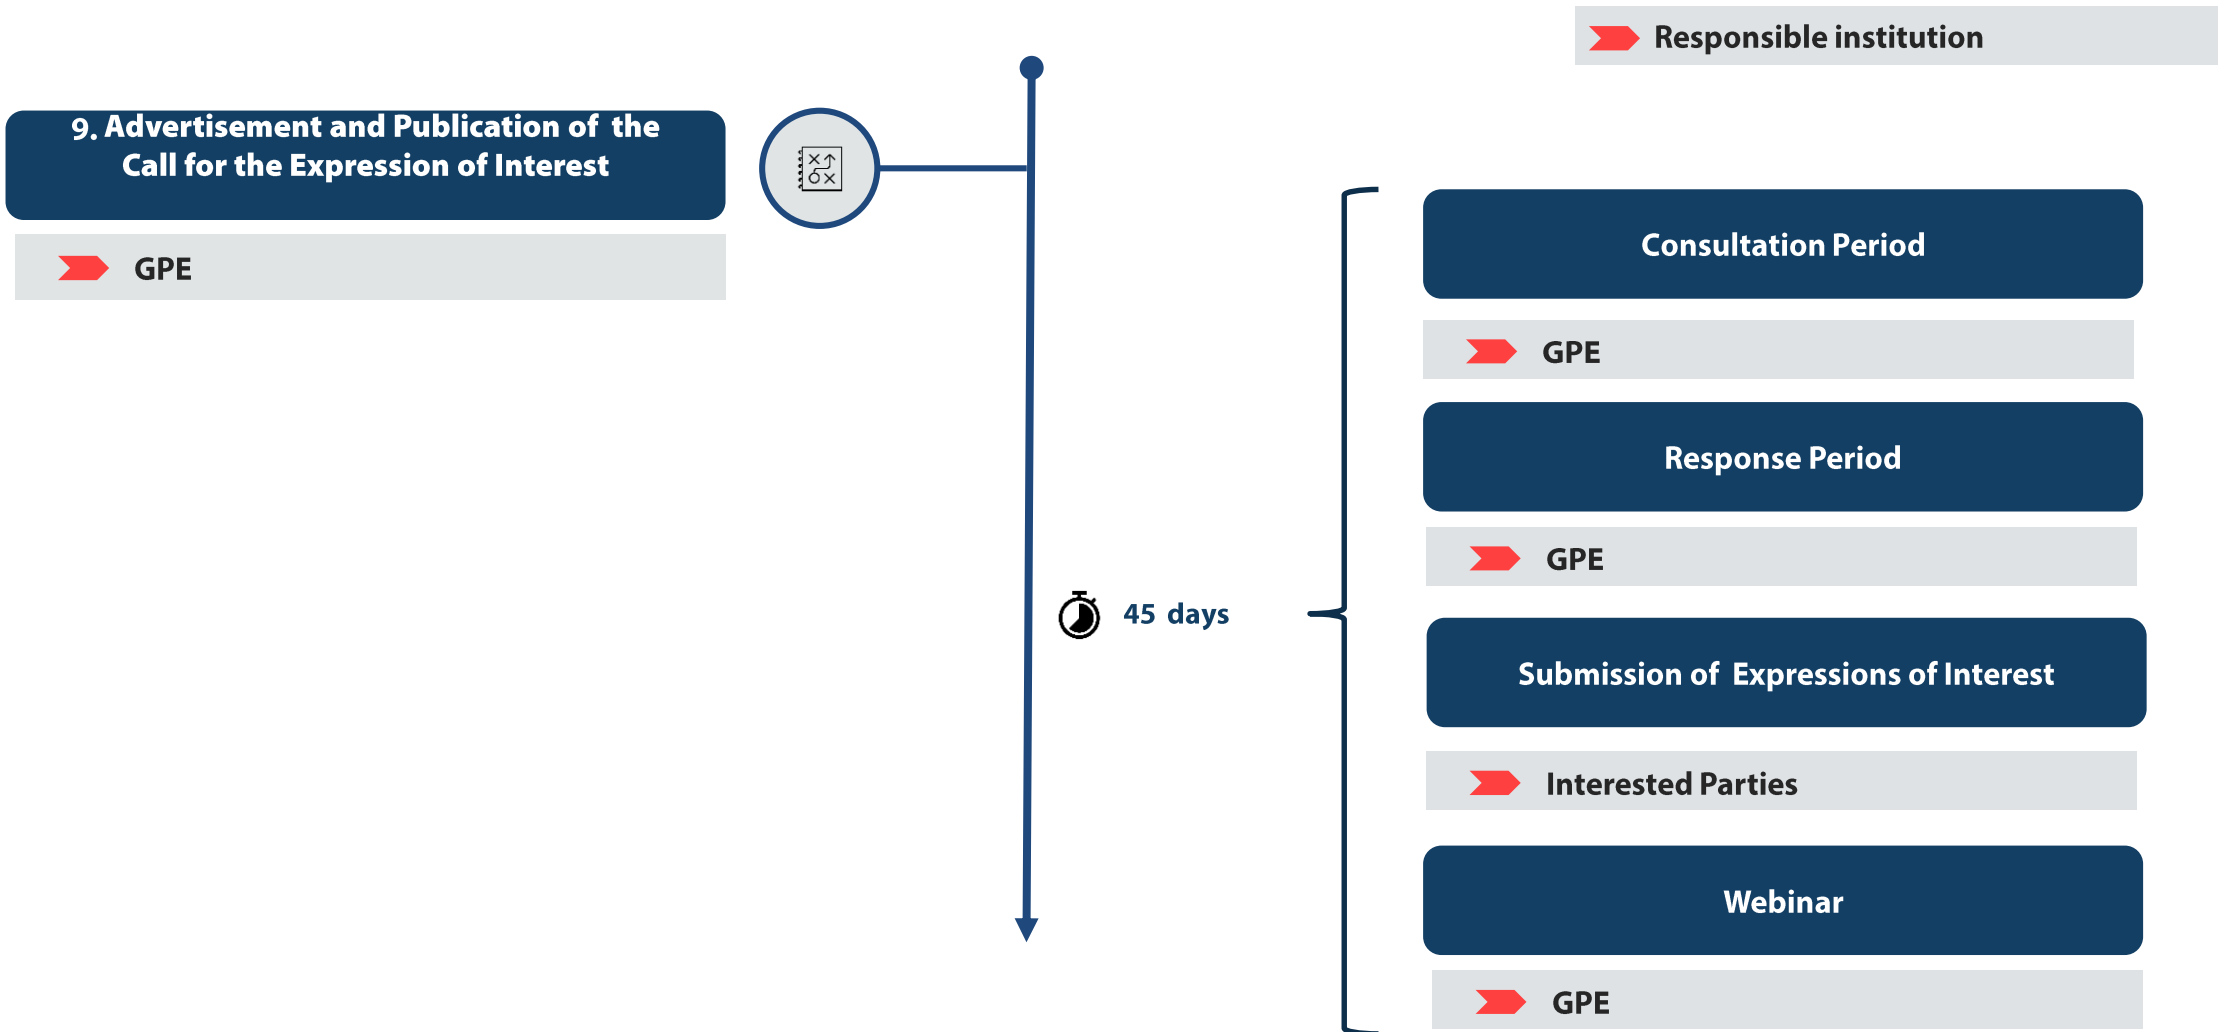 Responsible institution
9. Advertisement and Publication of the
Call for the Expression of Interest
GPE
45 days
Consultation Period
GPE
Response Period
GPE
Submission of Expressions of Interest
Interested Parties
Webinar
GPE